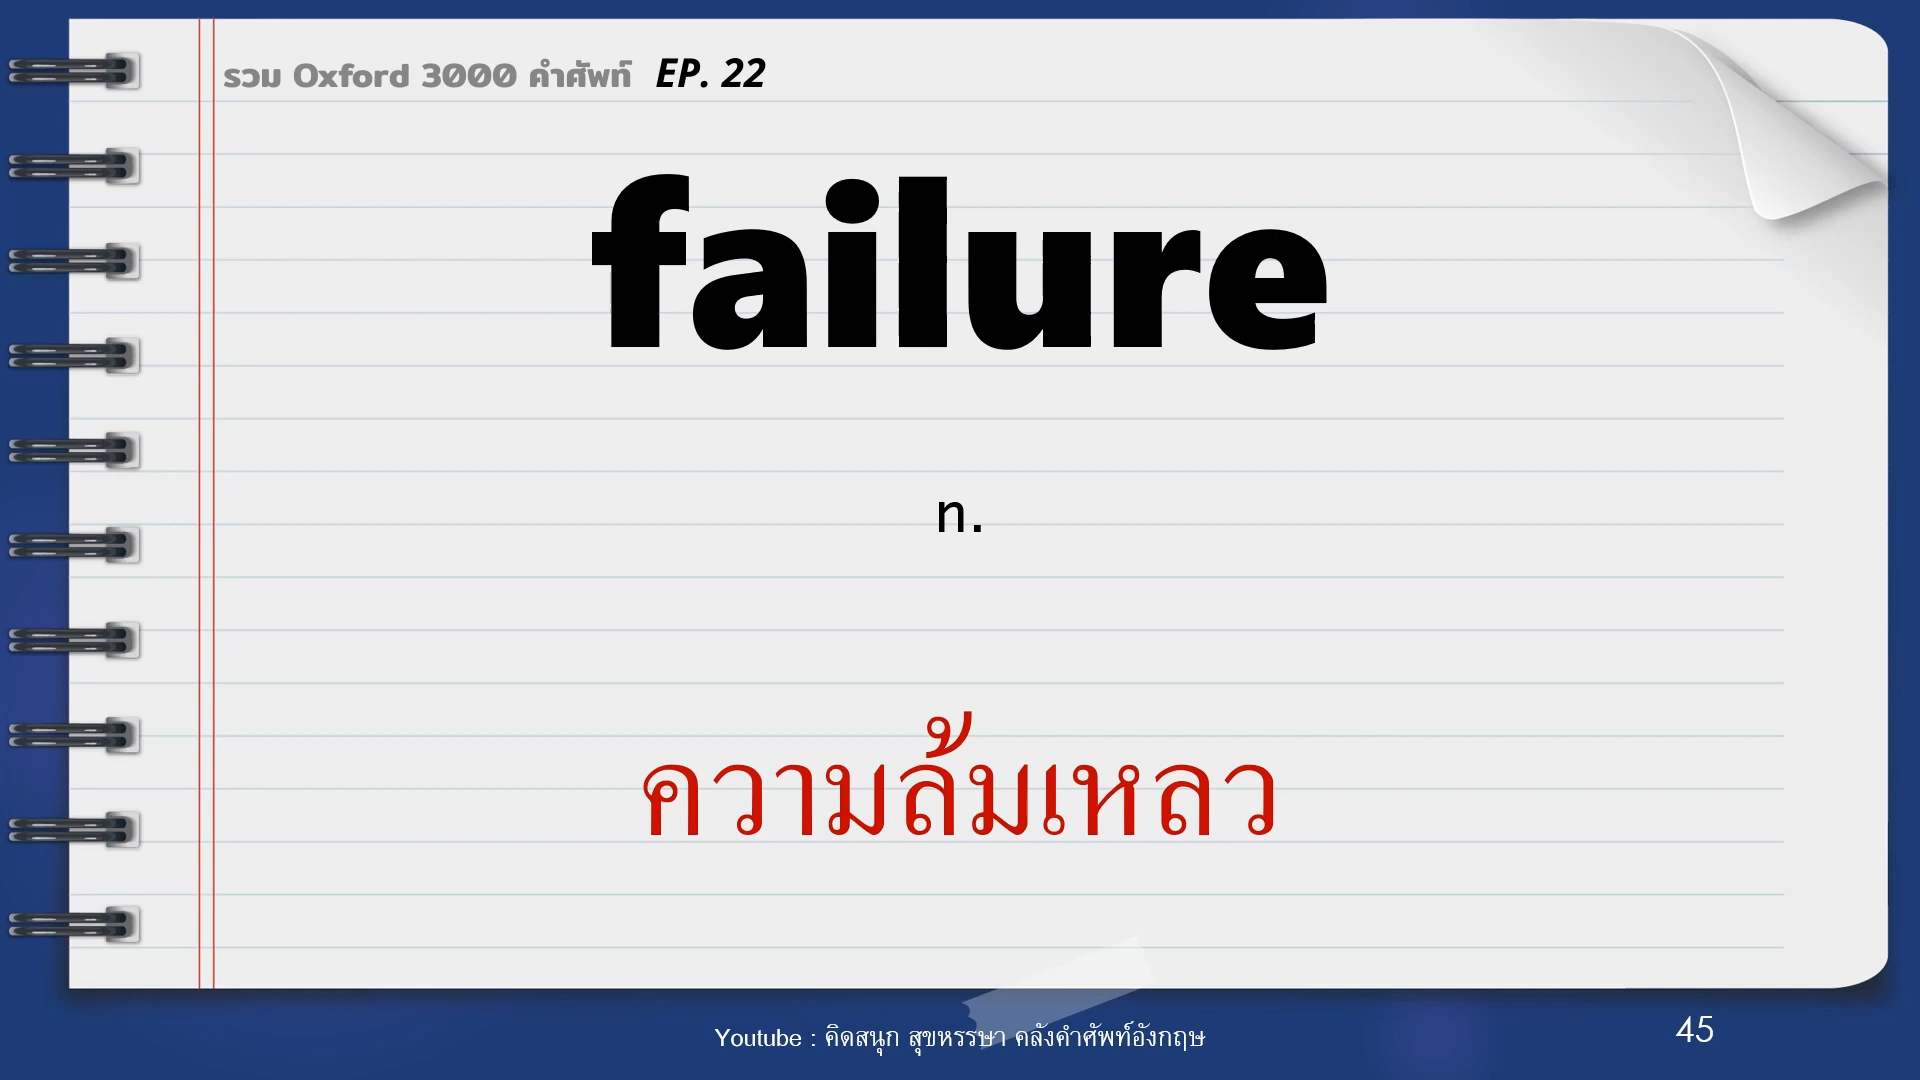 รวม Oxford 3000 คำศัพท์ EP. 22
failure
n.
ความล้มเหลว
Youtube : คิดสนุก สุขหรรษา คลังคำศัพท์อังกฤษ
45